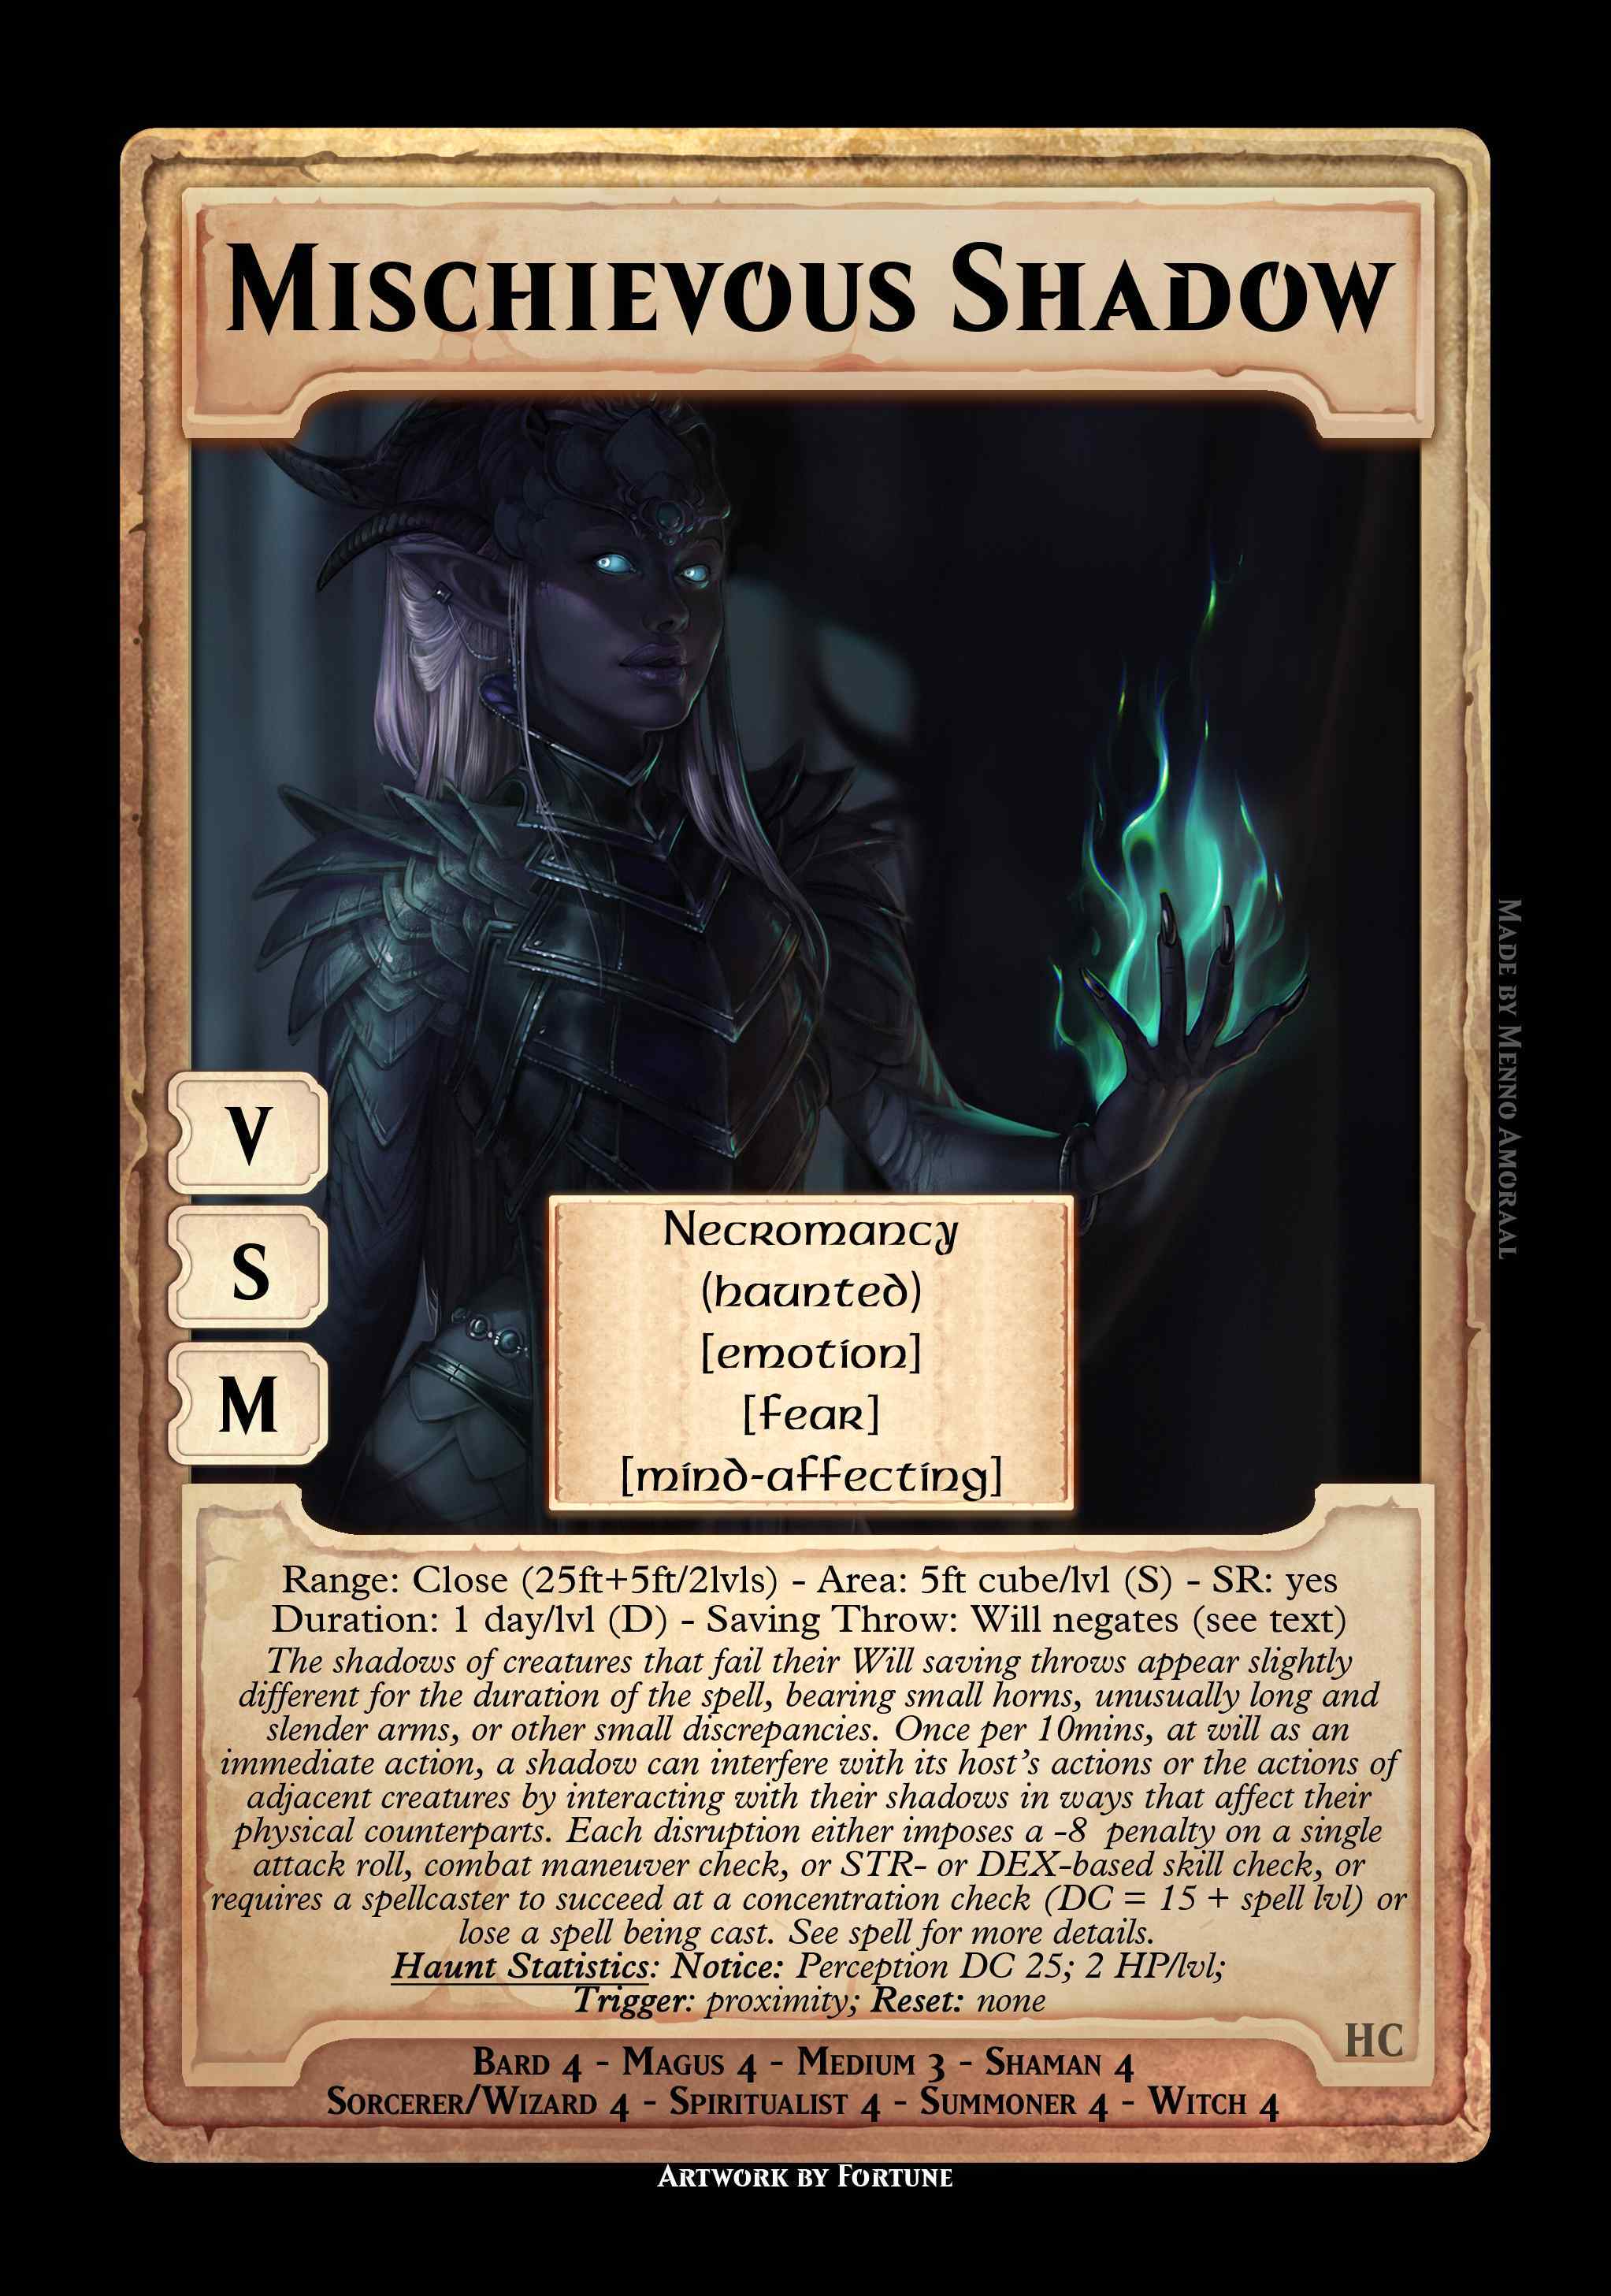 Mischievous Shadow
V
S
M
Necromancy
(haunted)
[emotion]
[fear]
[mind-affecting]
Range: Close (25ft+5ft/2lvls) - Area: 5ft cube/lvl (S) - SR: yes
Duration: 1 day/lvl (D) - Saving Throw: Will negates (see text)
The shadows of creatures that fail their Will saving throws appear slightly
different for the duration of the spell, bearing small horns, unusually long and
slender arms, or other small discrepancies. Once per 10mins, at will as an
immediate action, a shadow can interfere with its host's actions or the actions of
adjacent creatures by interacting with their shadows in ways that affect their
physical counterparts. Each disruption either imposes a -8 penalty on a single
attack roll, combat maneuver check, or STR- or DEX-based skill check, or
requires a spellcaster to succeed at a concentration check (DC = 15 + spell lvl) or
lose a spell being cast. See spell for more details.
Haunt Statistics: Notice: Perception DC 25; 2 HP/lvl;
Trigger: proximity; Reset: none
HC
Bard 4 - Magus 4 - Medium 3 - Shaman 4
Sorcerer/Wizard 4 - Spiritualist 4 - Summoner 4 - Witch 4
Artwork by Fortune
Made by Menno Amoraal